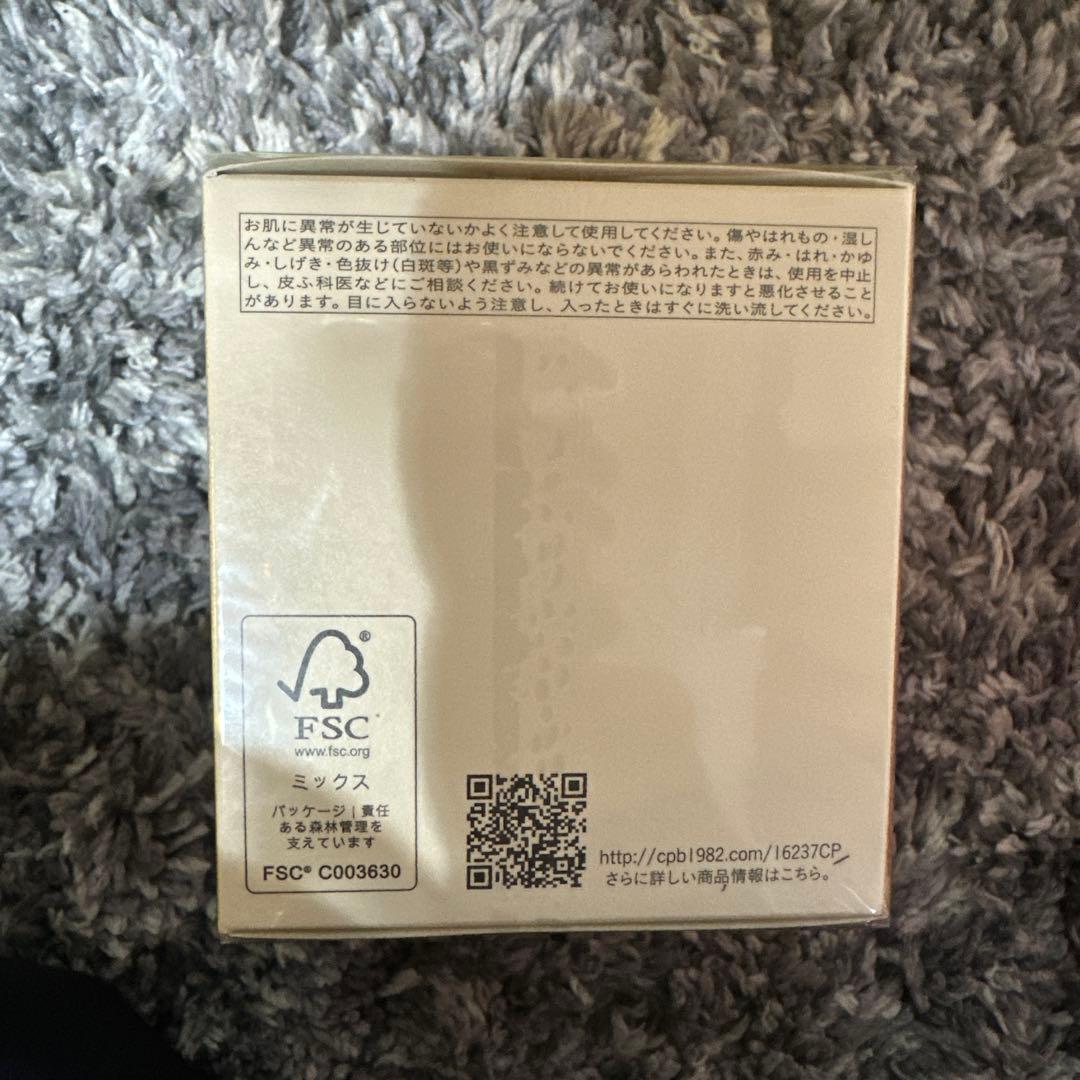 お肌に異常が生じていないかよく注意して使用してください。傷やはれもの・湿し
んなど異常のある部位にはお使いにならないでください。また、赤み・はれ・かゆ
み・しげき・色抜け(白斑等)や黒ずみなどの異常があらわれたときは、使用を中止
し、皮ふ科医などにご相談ください。続けてお使いになりますと悪化させること
があります。目に入らないよう注意し、入ったときはすぐに洗い流してください。
®
FSC®
www.fsc.org
ミックス
パッケージ|責任
ある森林管理を
支えています
FSC® C003630
http://cpb1982.com/16237CP/
さらに詳しい商品情報はこちら。